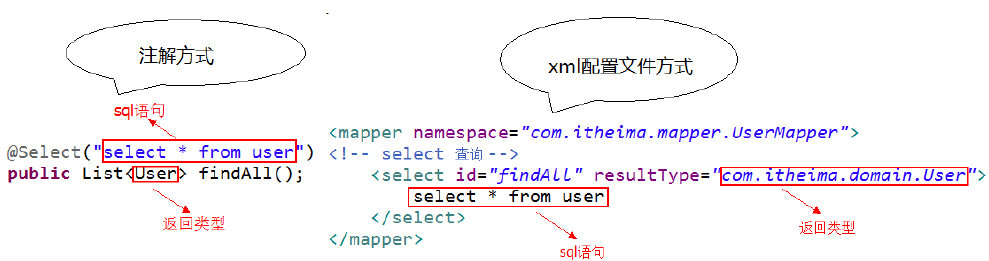 注解方式
sql语句
@Select("select * from user")
public List<User> findAll();
返回类型
xml配置文件方式
<mapper namespace="com.itheima.mapper.UserMapper">
<!-- select 查询 -->
<select id="findAll" resultType="com.itheima.domain.User">
select * from user
</select>
</mapper>
返回类型
sql语句